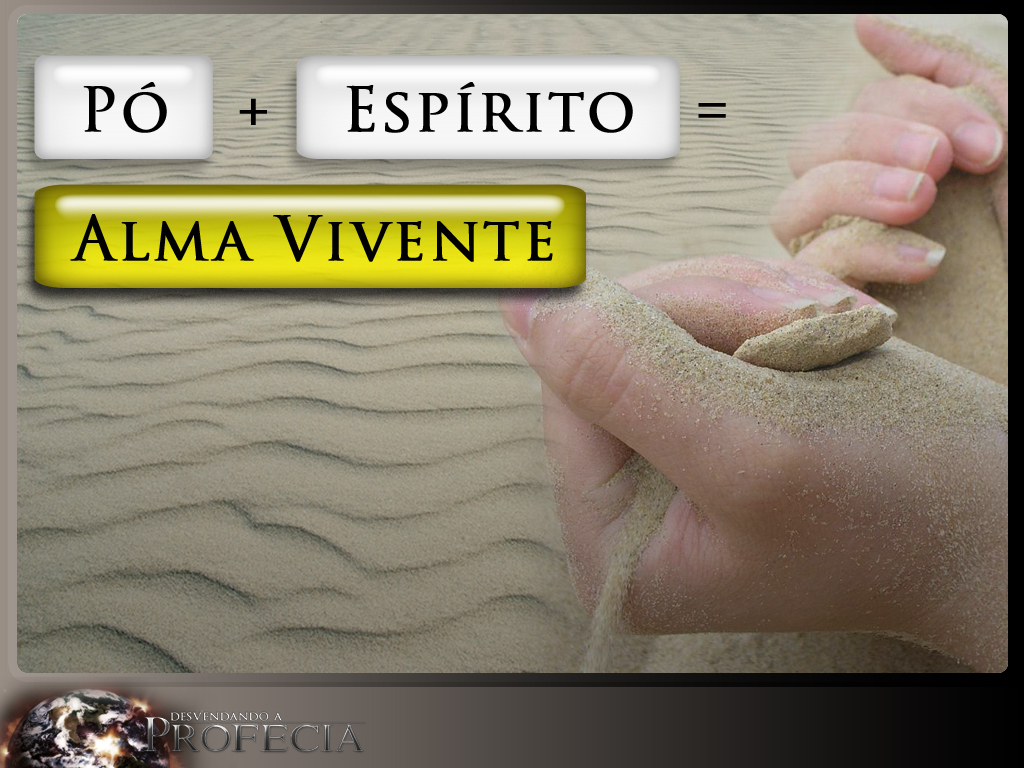 Pó + Espírito =
Alma Vivente
DESVENDANDO A
PROFECIA